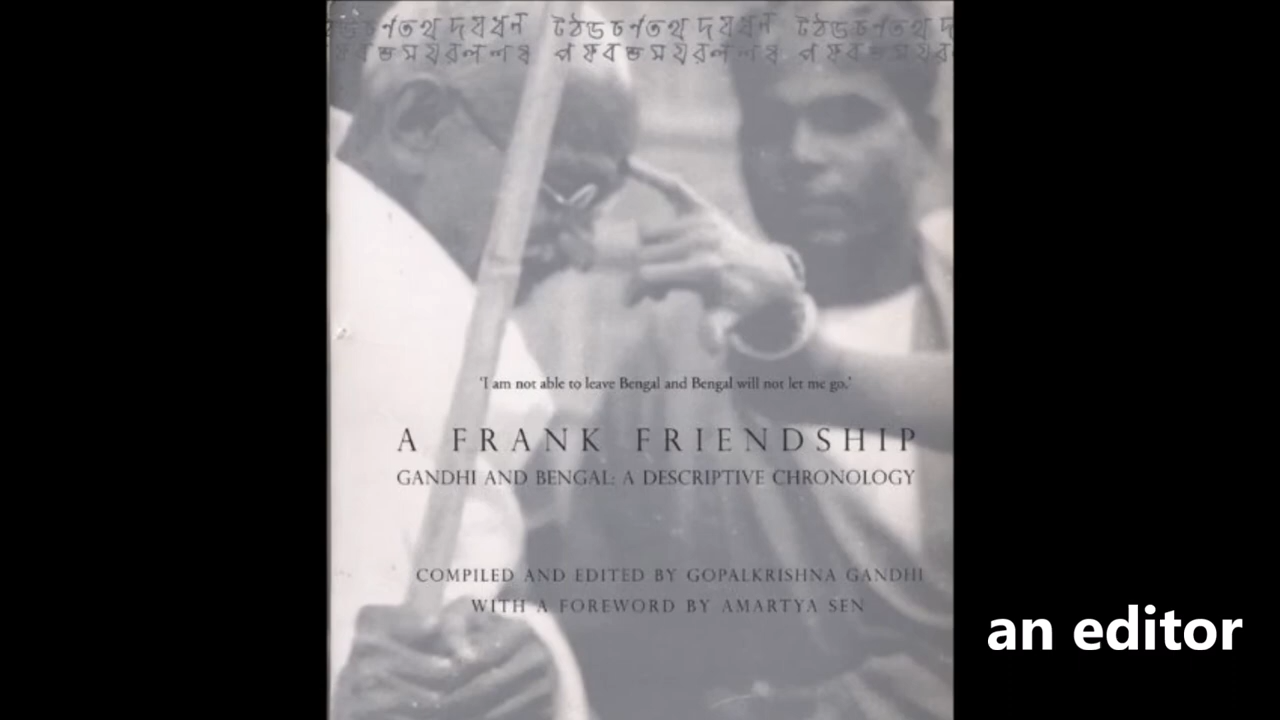 'I am not able to leave Bengal and Bengal will not let me go.'
A FRANK FRIENDSHIP
GANDHI AND BENGAL: A DESCRIPTIVE CHRONOLOGY
COMPILED AND EDITED BY GOPALKRISHNA GANDHI
WITH A FOREWORD BY AMARTYA SEN
an editor